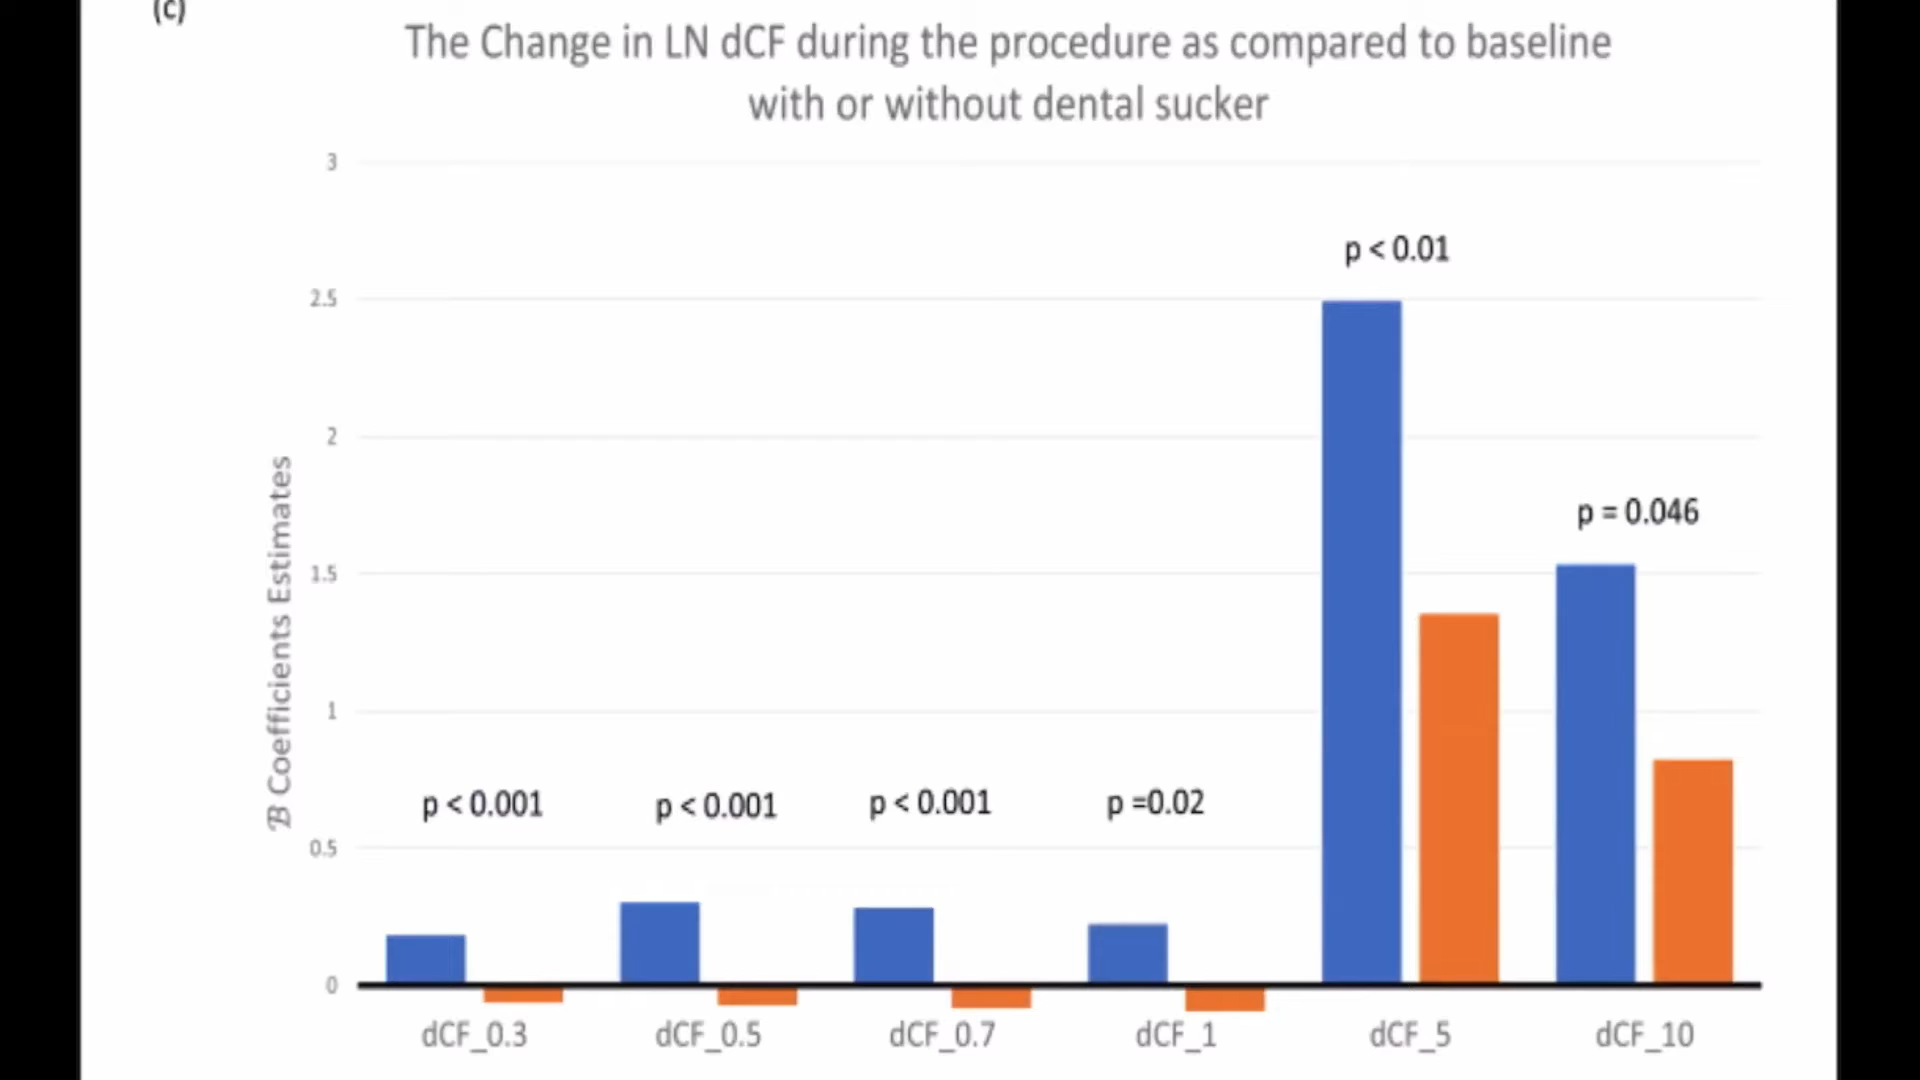 (c)
The Change in LN dCF during the procedure as compared to baseline
with or without dental sucker
3
p < 0.01
2.5
2
p = 0.046
1.5
ℬ Coefficients Estimates
1
p < 0.001 p < 0.001 p < 0.001 p =0.02
0.5
0
dCF_0.3 dCF_0.5 dCF_0.7 dCF_1 dCF_5 dCF_10